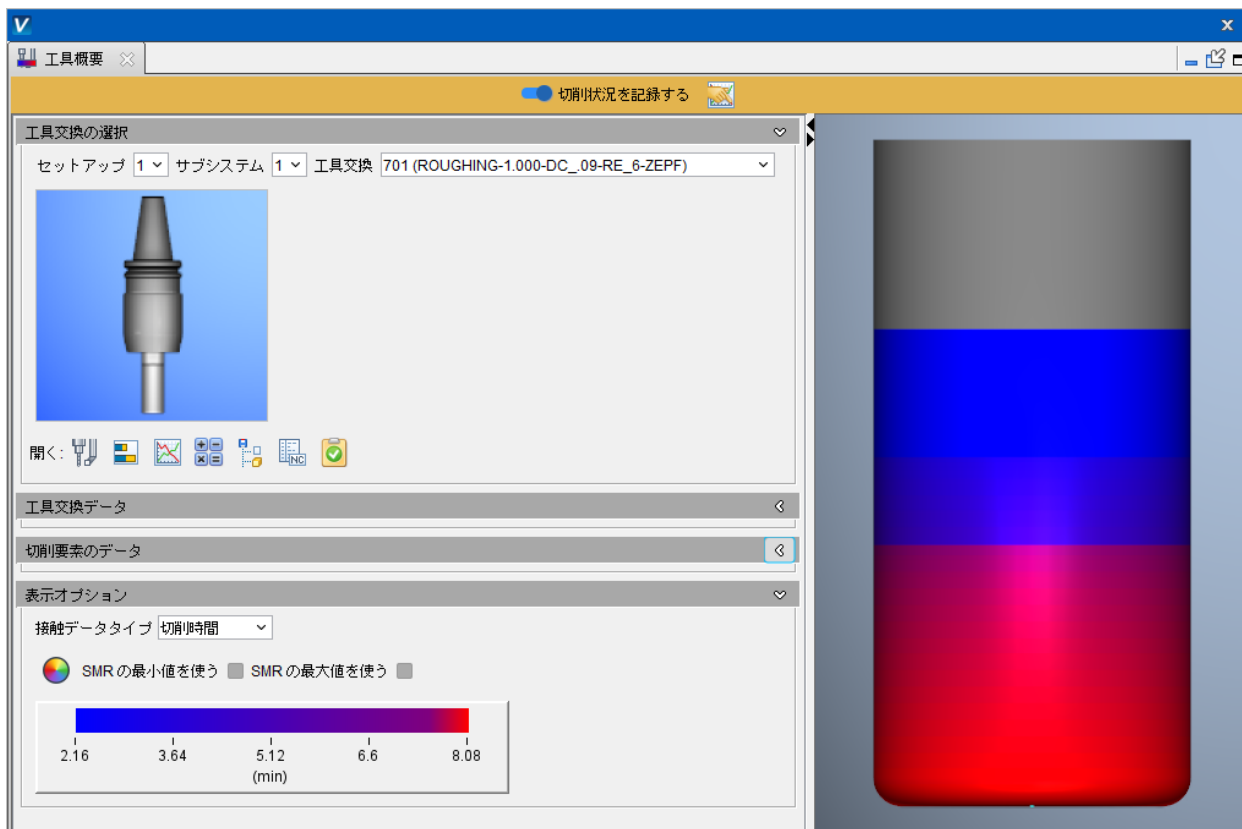 V x
工具概要
切削状況を記録する
工具交換の選択
セットアップ 1 サブシステム 1 工具交換 701 (ROUGHING-1.000-DC_.09-RE_6-ZEPF)
開く: NC
工具交換データ
切削要素のデータ
表示オプション
接触データタイプ 切削時間
SMR の最小値を使う SMR の最大値を使う
2.16 3.64 5.12 6.6 8.08
(min)